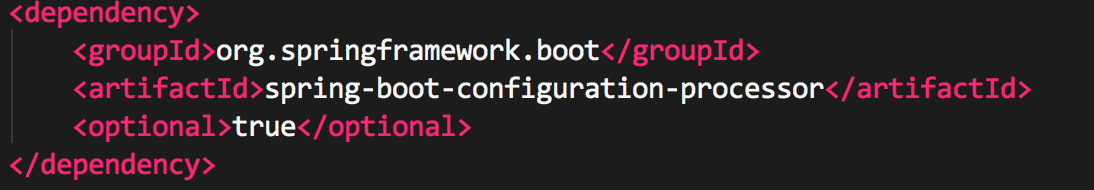 <dependency>
    <groupId>org.springframework.boot</groupId>
    <artifactId>spring-boot-configuration-processor</artifactId>
    <optional>true</optional>
</dependency>